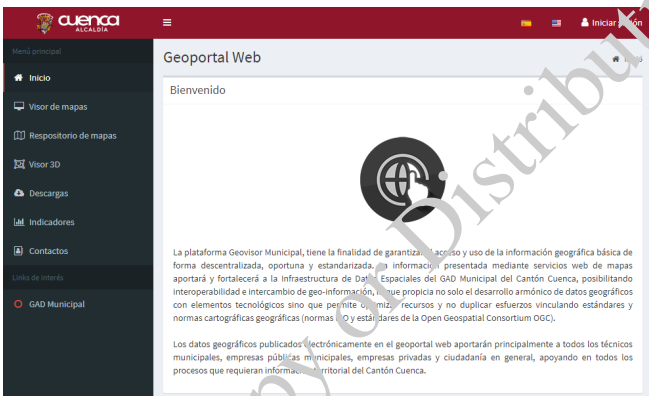 cuenca
ALCALDÍA
Iniciar sesión
Menú principal
Inicio
Visor de mapas
Respositorio de mapas
Visor 3D
Descargas
Indicadores
Contactos
Links de interés
GAD Municipal
Geoportal Web
Bienvenido
La plataforma Geovisor Municipal, tiene la finalidad de garantizar el acceso y uso de la información geográfica básica de
forma descentralizada, oportuna y estandarizada. La información presentada mediante servicios web de mapas
aportará y fortalecerá a la Infraestructura de Datos Espaciales del GAD Municipal del Cantón Cuenca, posibilitando
interoperabilidad e intercambio de geo-información, lo que propicia no solo el desarrollo armónico de datos geográficos
con elementos tecnológicos sino que permite optimizar recursos y no duplicar esfuerzos vinculando estándares y
normas cartográficas geográficas (normas ISO y estándares de la Open Geospatial Consortium OGC).
Los datos geográficos publicados electrónicamente en el geoportal web aportarán principalmente a todos los técnicos
municipales, empresas públicas municipales, empresas privadas y ciudadanía en general, apoyando en todos los
procesos que requieran información territorial del Cantón Cuenca.
py or Distribut